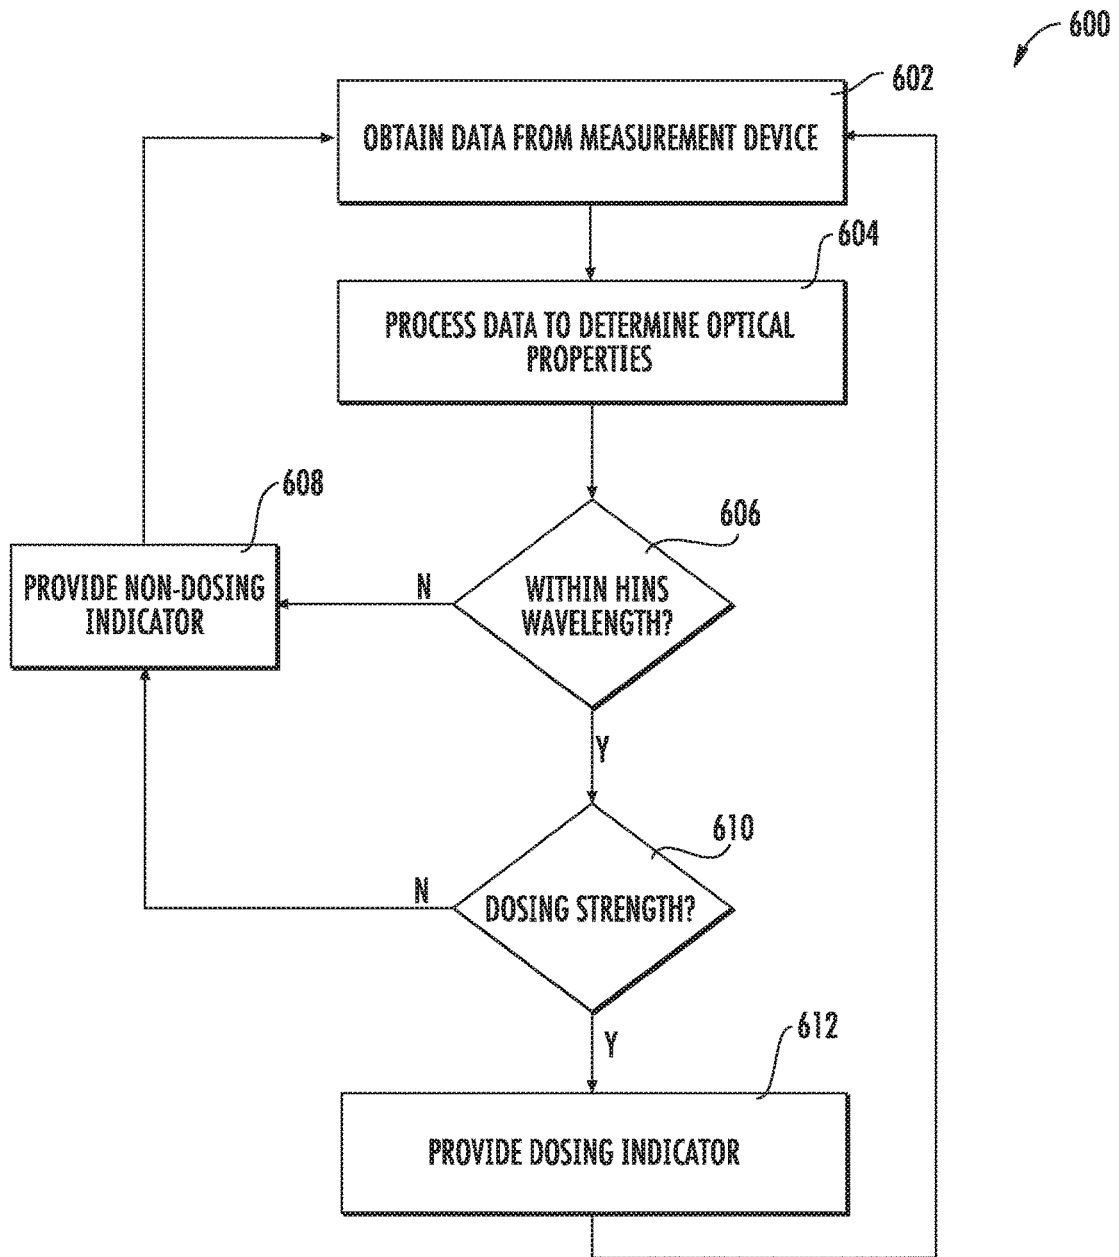 600
602
OBTAIN DATA FROM MEASUREMENT DEVICE
604
PROCESS DATA TO DETERMINE OPTICAL
PROPERTIES
608
PROVIDE NON-DOSING
INDICATOR
606
N
WITHIN HINS
WAVELENGTH?
Y
610
N
DOSING STRENGTH?
Y
612
PROVIDE DOSING INDICATOR